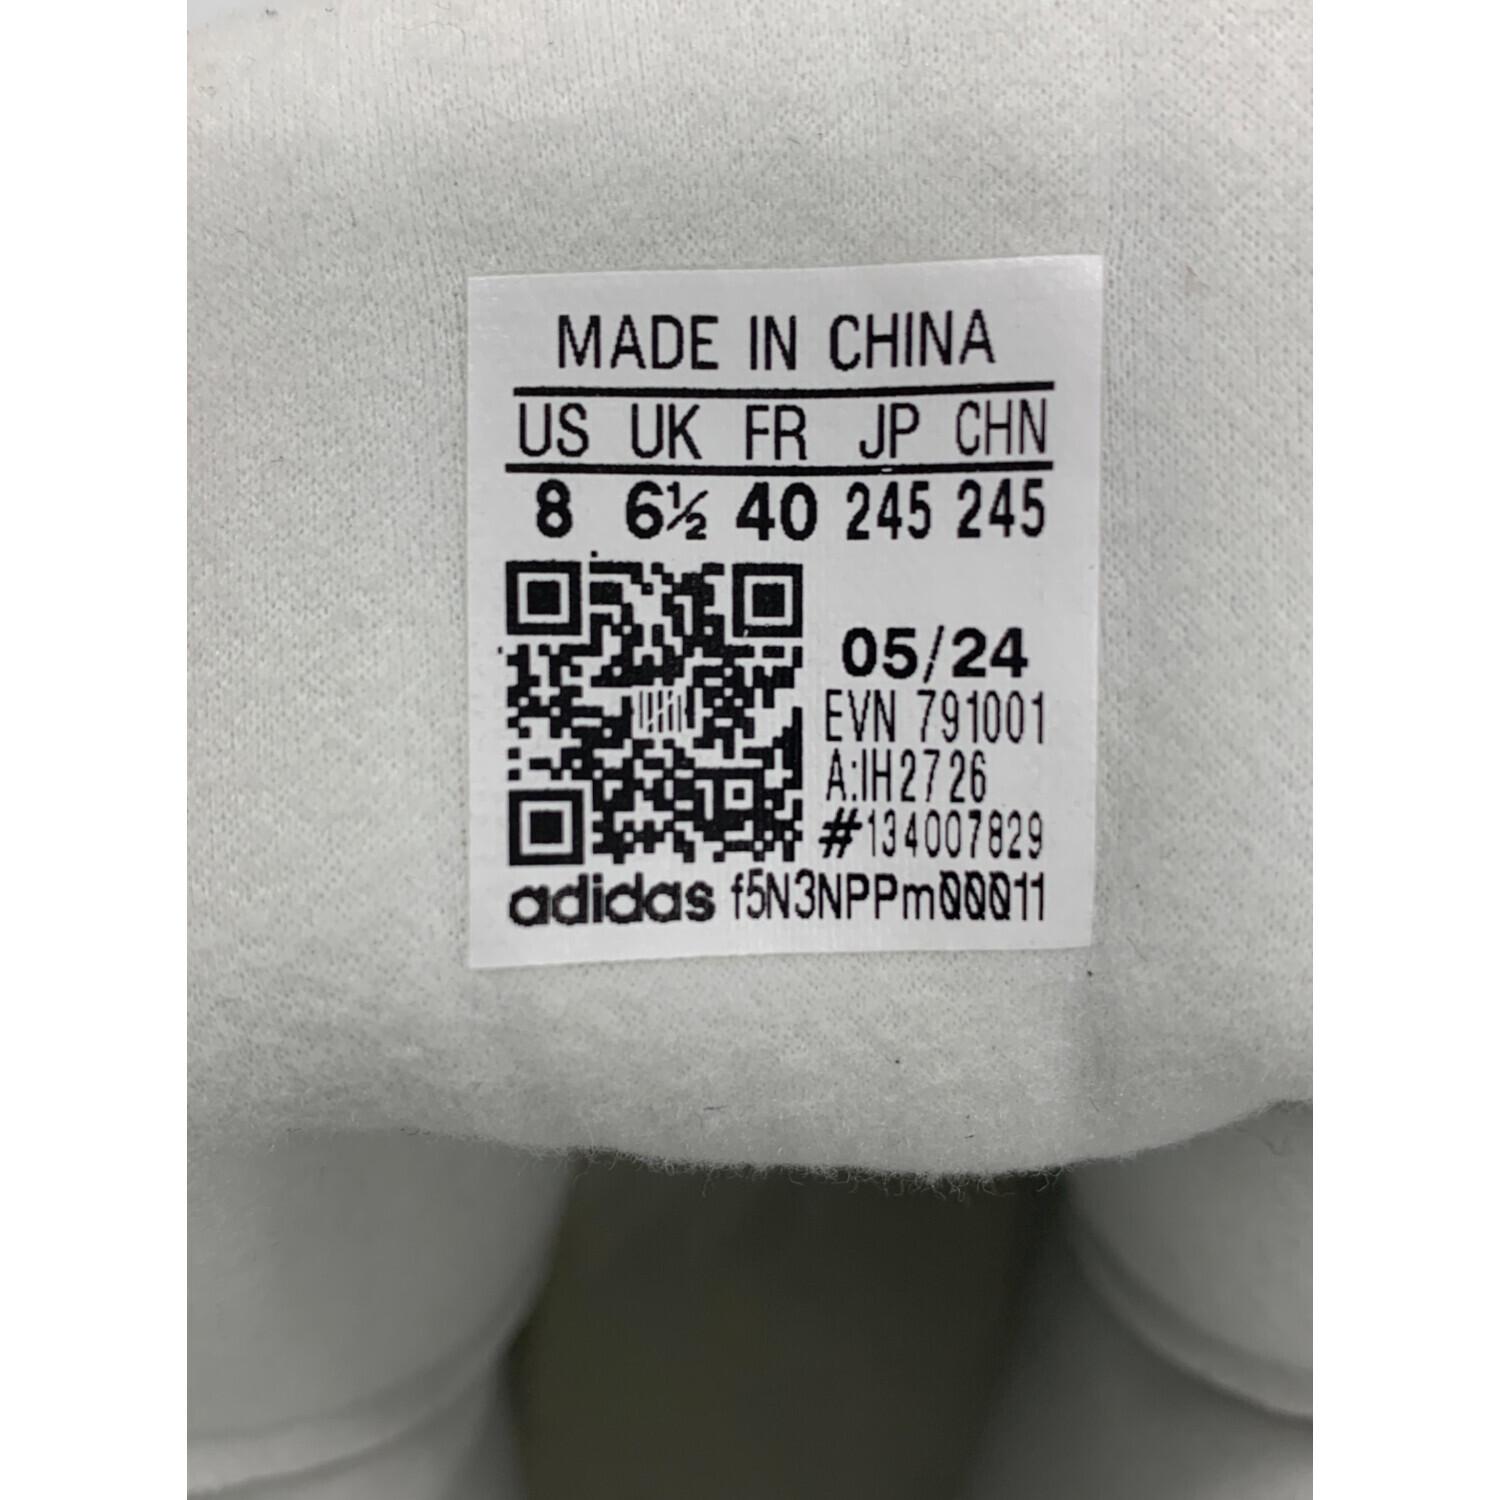 MADE IN CHINA
US UK FR JP CHN
8 6½ 40 245 245
05/24
EVN 791001
A:IH2726
#134007829
adidas f5N3NPPm00011